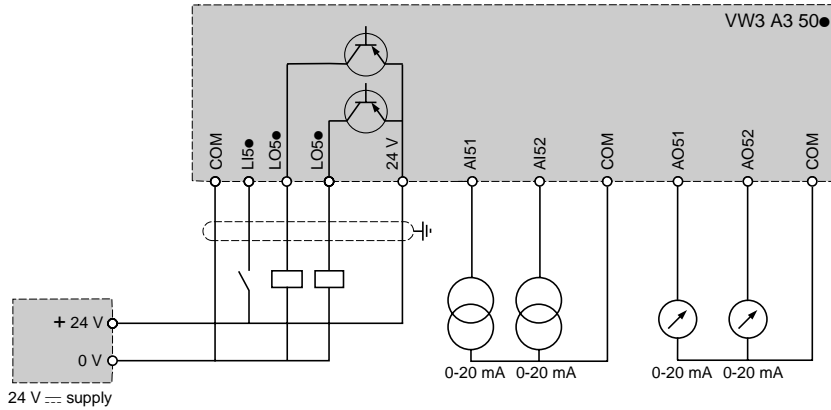 VW3 A3 50●
COM
LI5●
LO5●
LO5●
24 V
AI51
AI52
COM
AO51
AO52
COM
+ 24 V
0 V
0-20 mA
0-20 mA
0-20 mA
0-20 mA
24 V ⎓ supply